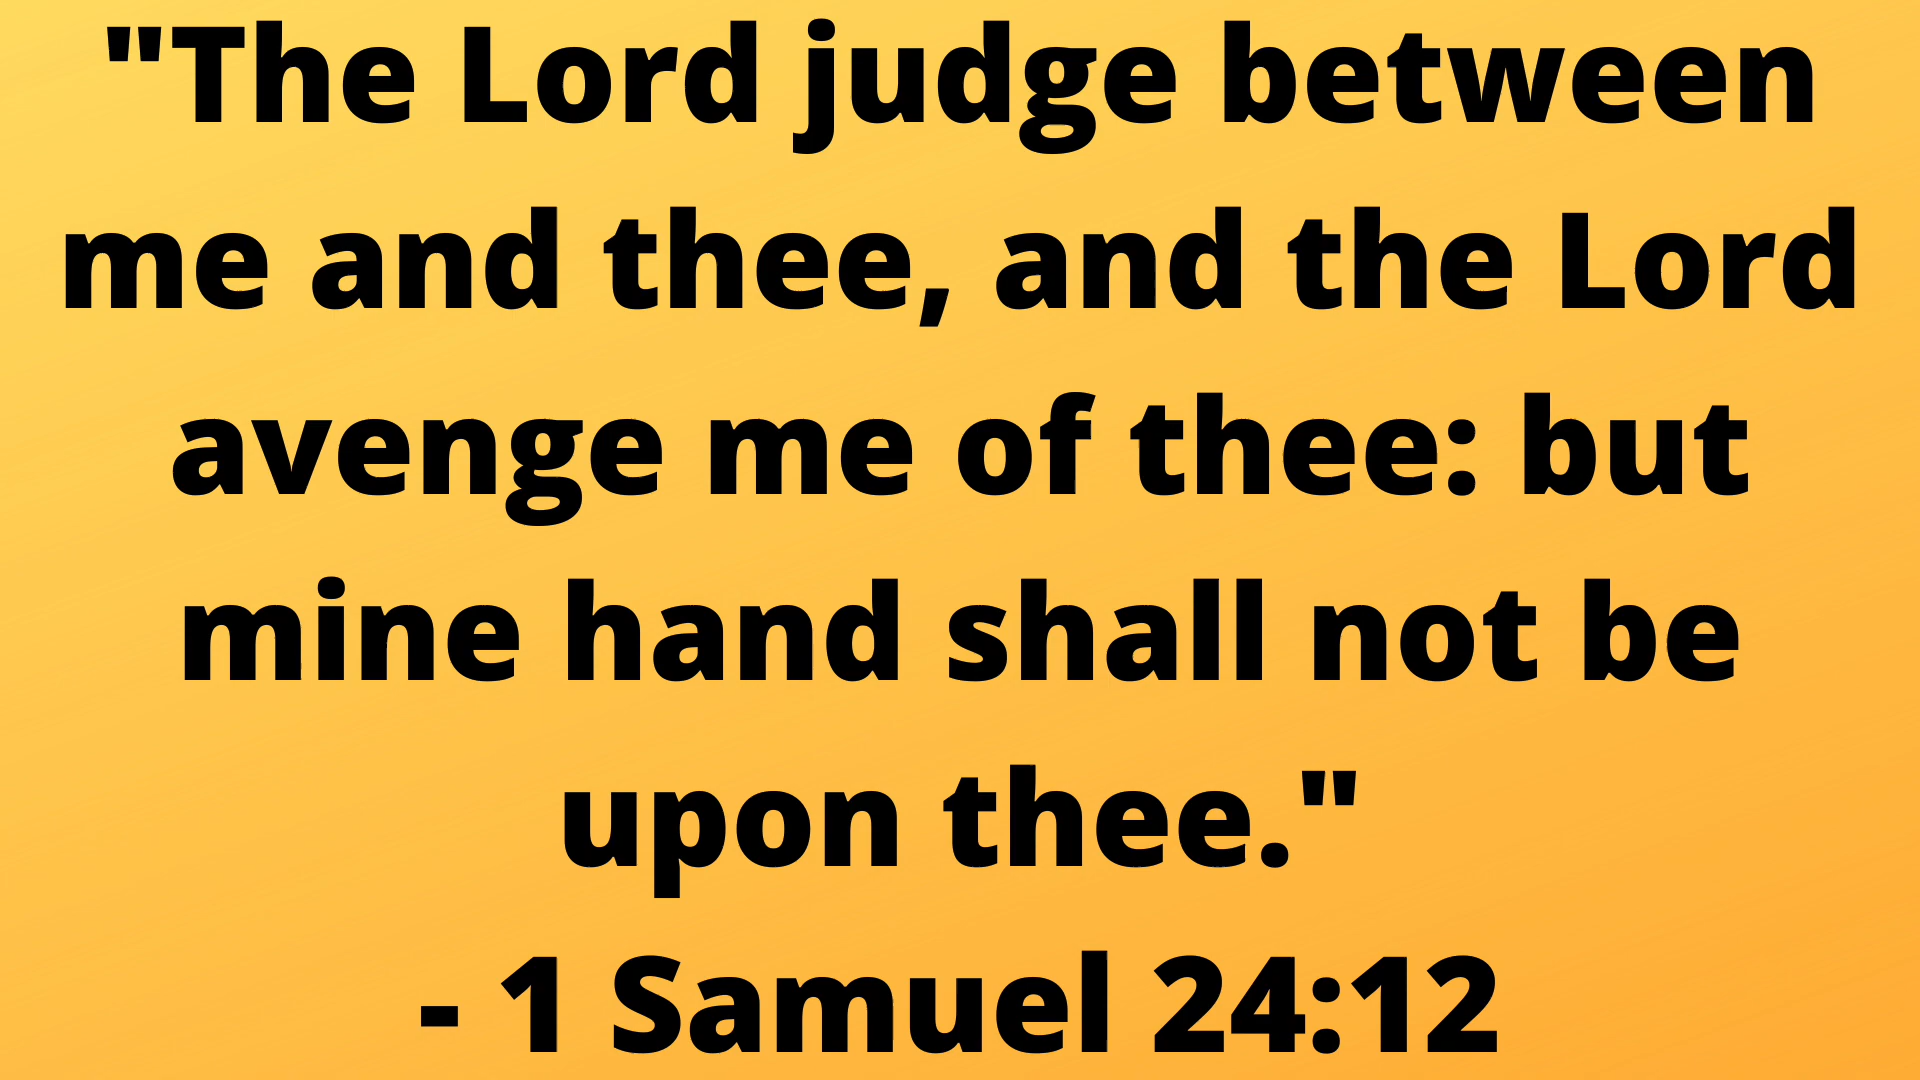 "The Lord judge between
me and thee, and the Lord
avenge me of thee: but
mine hand shall not be
upon thee."
- 1 Samuel 24:12